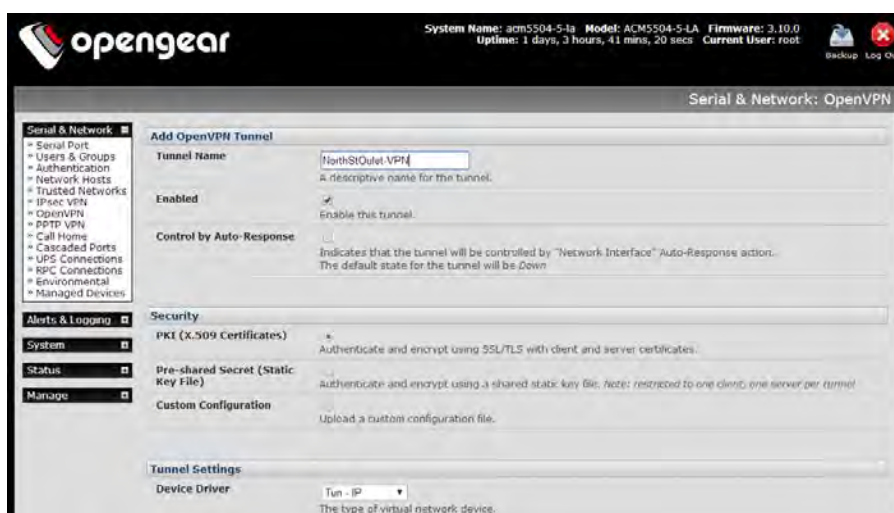 opengear
System Name: acm5504-5-la Model: ACM5504-5-LA Firmware: 3.10.0
Uptime: 1 days, 3 hours, 41 mins, 20 secs Current User: root
Backup Log Ou
Serial & Network: OpenVPN
Serial & Network
Serial Port
Users & Groups
Authentication
Network Hosts
Trusted Networks
IPsec VPN
OpenVPN
PPTP VPN
Call Home
Cascaded Ports
UPS Connections
RPC Connections
Environmental
Managed Devices
Alerts & Logging
System
Status
Manage
Add OpenVPN Tunnel
Tunnel Name
NorthStOulet-VPN
A descriptive name for the tunnel.
Enabled
Enable this tunnel.
Control by Auto-Response
Indicates that the tunnel will be controlled by "Network Interface" Auto-Response action.
The default state for the tunnel will be Down
Security
PKI (X.509 Certificates)
Authenticate and encrypt using SSL/TLS with client and server certificates.
Pre-shared Secret (Static
Key File)
Authenticate and encrypt using a shared static key file. Note: restricted to one client, one server per tunnel
Custom Configuration
Upload a custom configuration file.
Tunnel Settings
Device Driver
Tun - IP
The type of virtual network device.